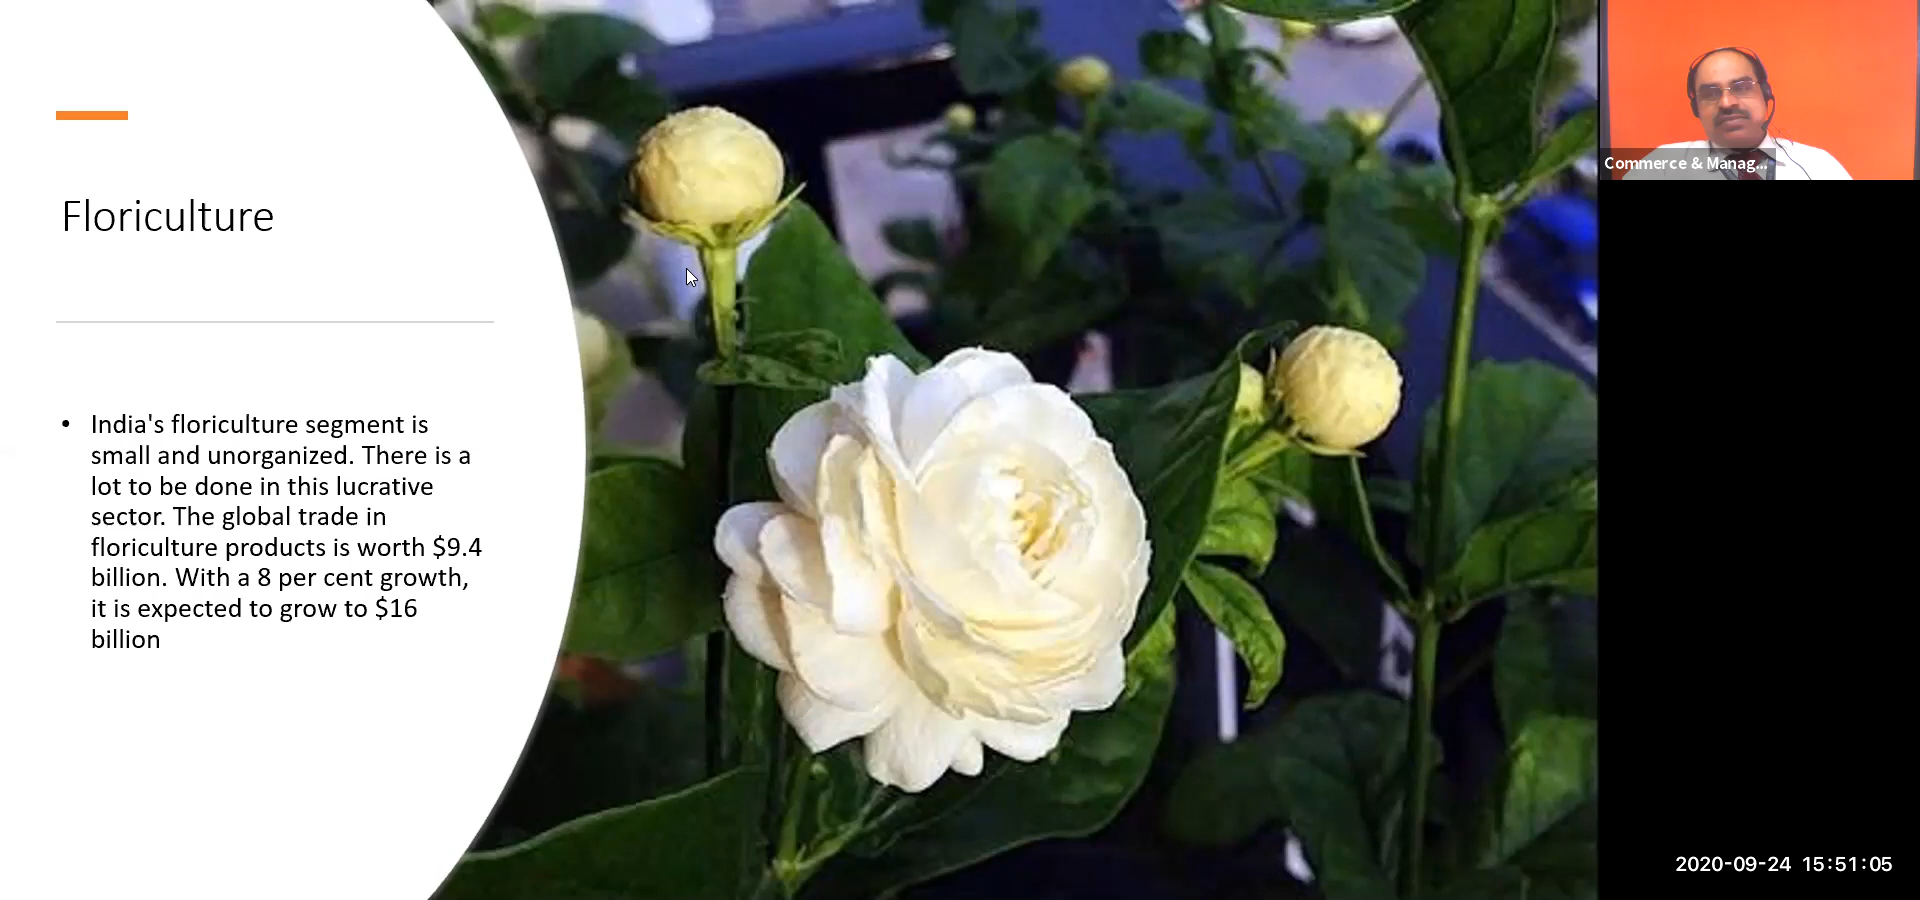 Floriculture
• India's floriculture segment is
small and unorganized. There is a
lot to be done in this lucrative
sector. The global trade in
floriculture products is worth $9.4
billion. With a 8 per cent growth,
it is expected to grow to $16
billion
Commerce & Manag...
2020-09-24 15:51:05